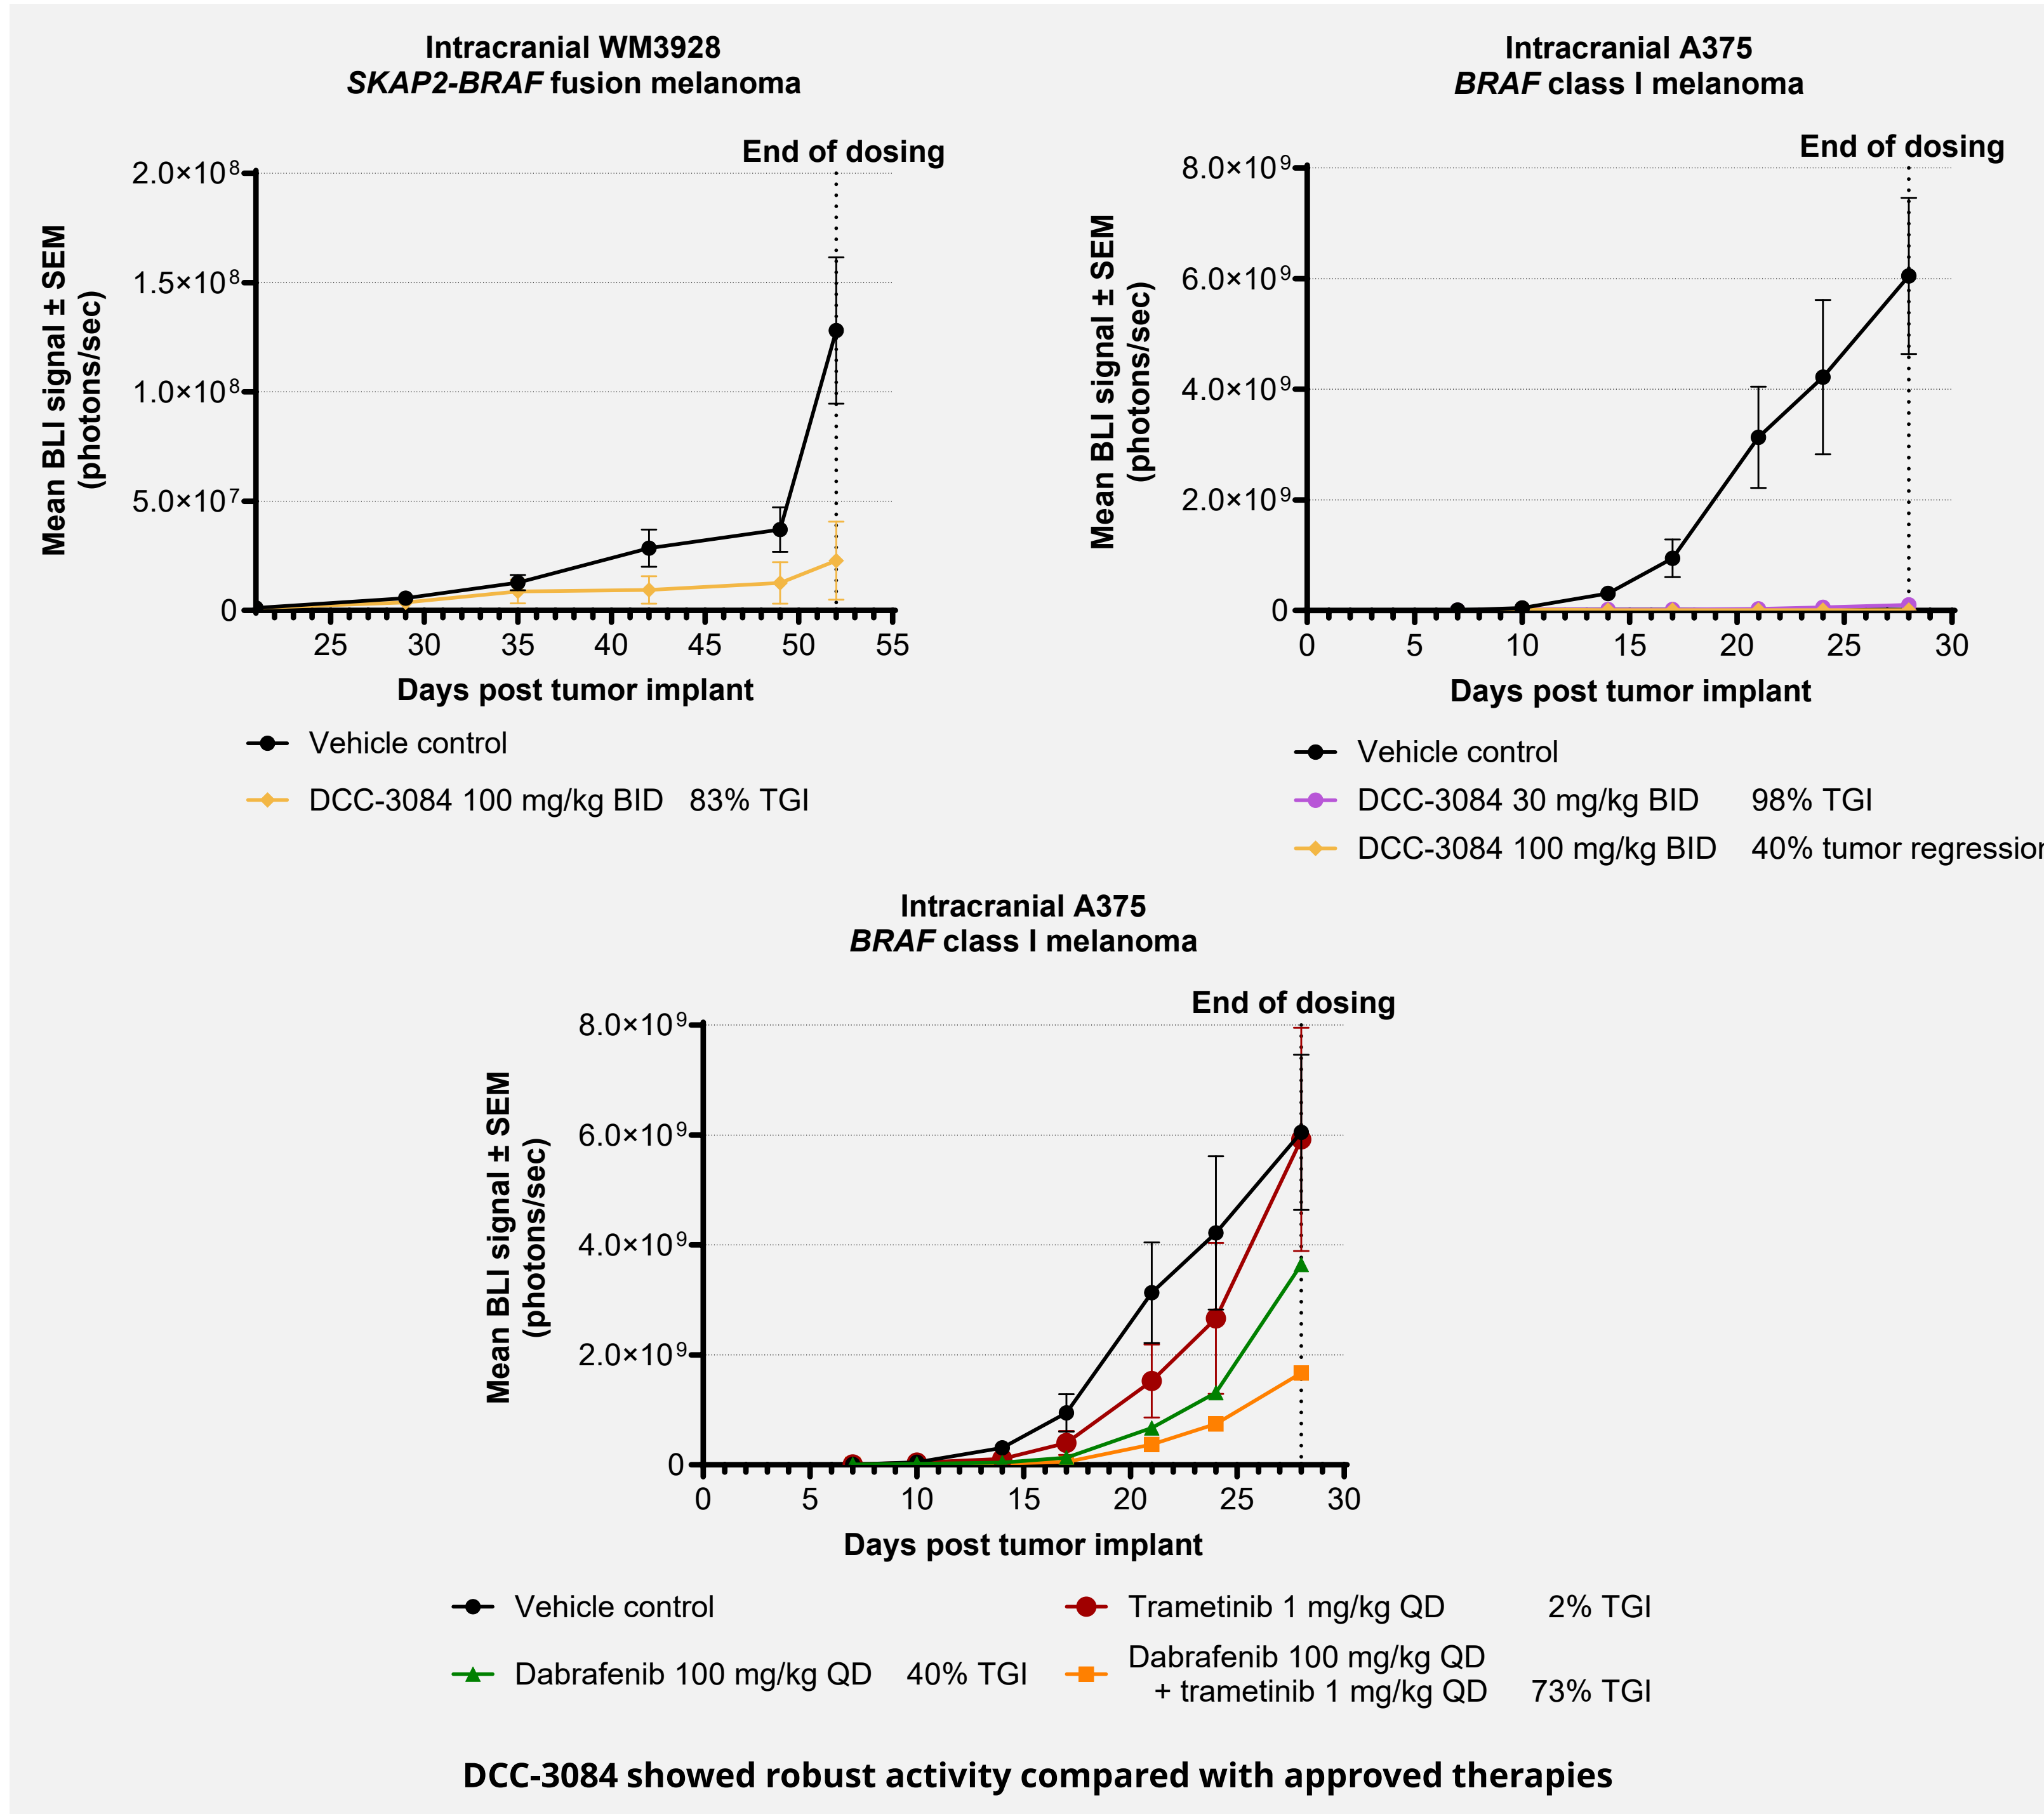 Intracranial WM3928
SKAP2-BRAF fusion melanoma
End of dosing
Mean BLI signal ± SEM
(photons/sec)
2.0×10⁸
1.5×10⁸
1.0×10⁸
5.0×10⁷
0
25 30 35 40 45 50 55
Days post tumor implant
Vehicle control
DCC-3084 100 mg/kg BID 83% TGI
Intracranial A375
BRAF class I melanoma
End of dosing
Mean BLI signal ± SEM
(photons/sec)
8.0×10⁹
6.0×10⁹
4.0×10⁹
2.0×10⁹
0
0 5 10 15 20 25 30
Days post tumor implant
Vehicle control
DCC-3084 30 mg/kg BID 98% TGI
DCC-3084 100 mg/kg BID 40% tumor regression
Intracranial A375
BRAF class I melanoma
End of dosing
Mean BLI signal ± SEM
(photons/sec)
8.0×10⁹
6.0×10⁹
4.0×10⁹
2.0×10⁹
0
0 5 10 15 20 25 30
Days post tumor implant
Vehicle control
Dabrafenib 100 mg/kg QD 40% TGI
Trametinib 1 mg/kg QD 2% TGI
Dabrafenib 100 mg/kg QD
+ trametinib 1 mg/kg QD 73% TGI
DCC-3084 showed robust activity compared with approved therapies